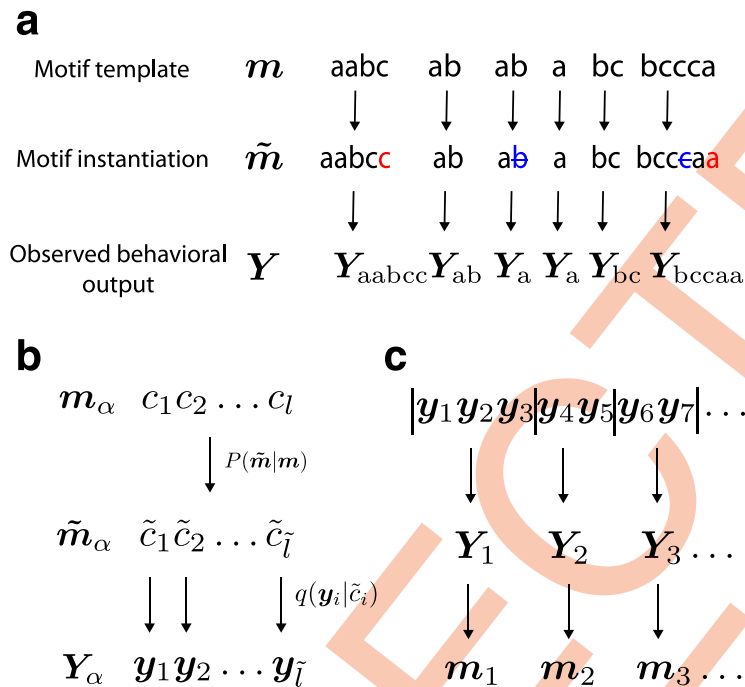 a
Motif template m aabc ab ab a bc bccca
Motif instantiation m̃ aabcc ab ab a bc bcccaa
Observed behavioral output Y Y_aabcc Y_ab Y_a Y_a Y_bc Y_bccaa
b
m_α c_1 c_2 … c_l
P(m̃|m)
m̃_α c̃_1 c̃_2 … c̃_l̃
q(y_i|c̃_i)
Y_α y_1 y_2 … y_l̃
c
|y_1 y_2 y_3|y_4 y_5|y_6 y_7| …
Y_1 Y_2 Y_3 …
m_1 m_2 m_3 …